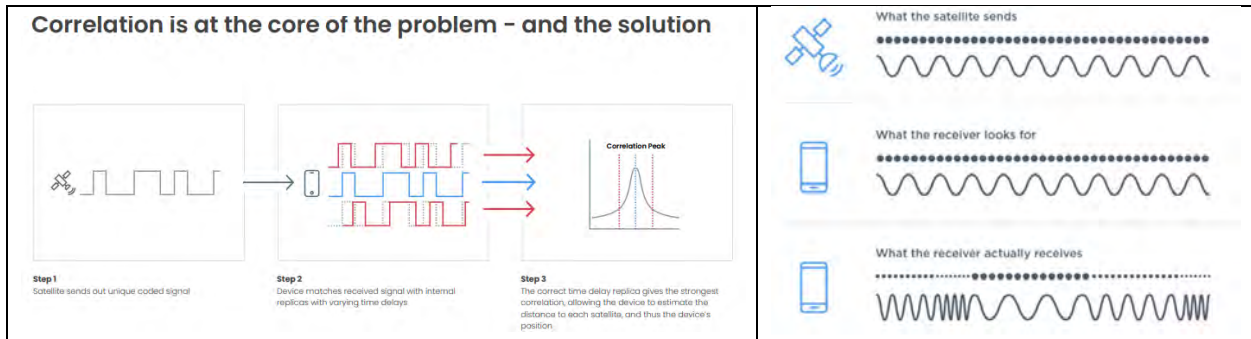 Correlation is at the core of the problem – and the solution
Step 1
Satellite sends out unique coded signal
Step 2
Device matches received signal with internal
replicas with varying time delays
Correlation Peak
Step 3
The correct time delay replica gives the strongest
correlation, allowing the device to estimate the
distance to each satellite, and thus the device's
position
What the satellite sends
What the receiver looks for
What the receiver actually receives